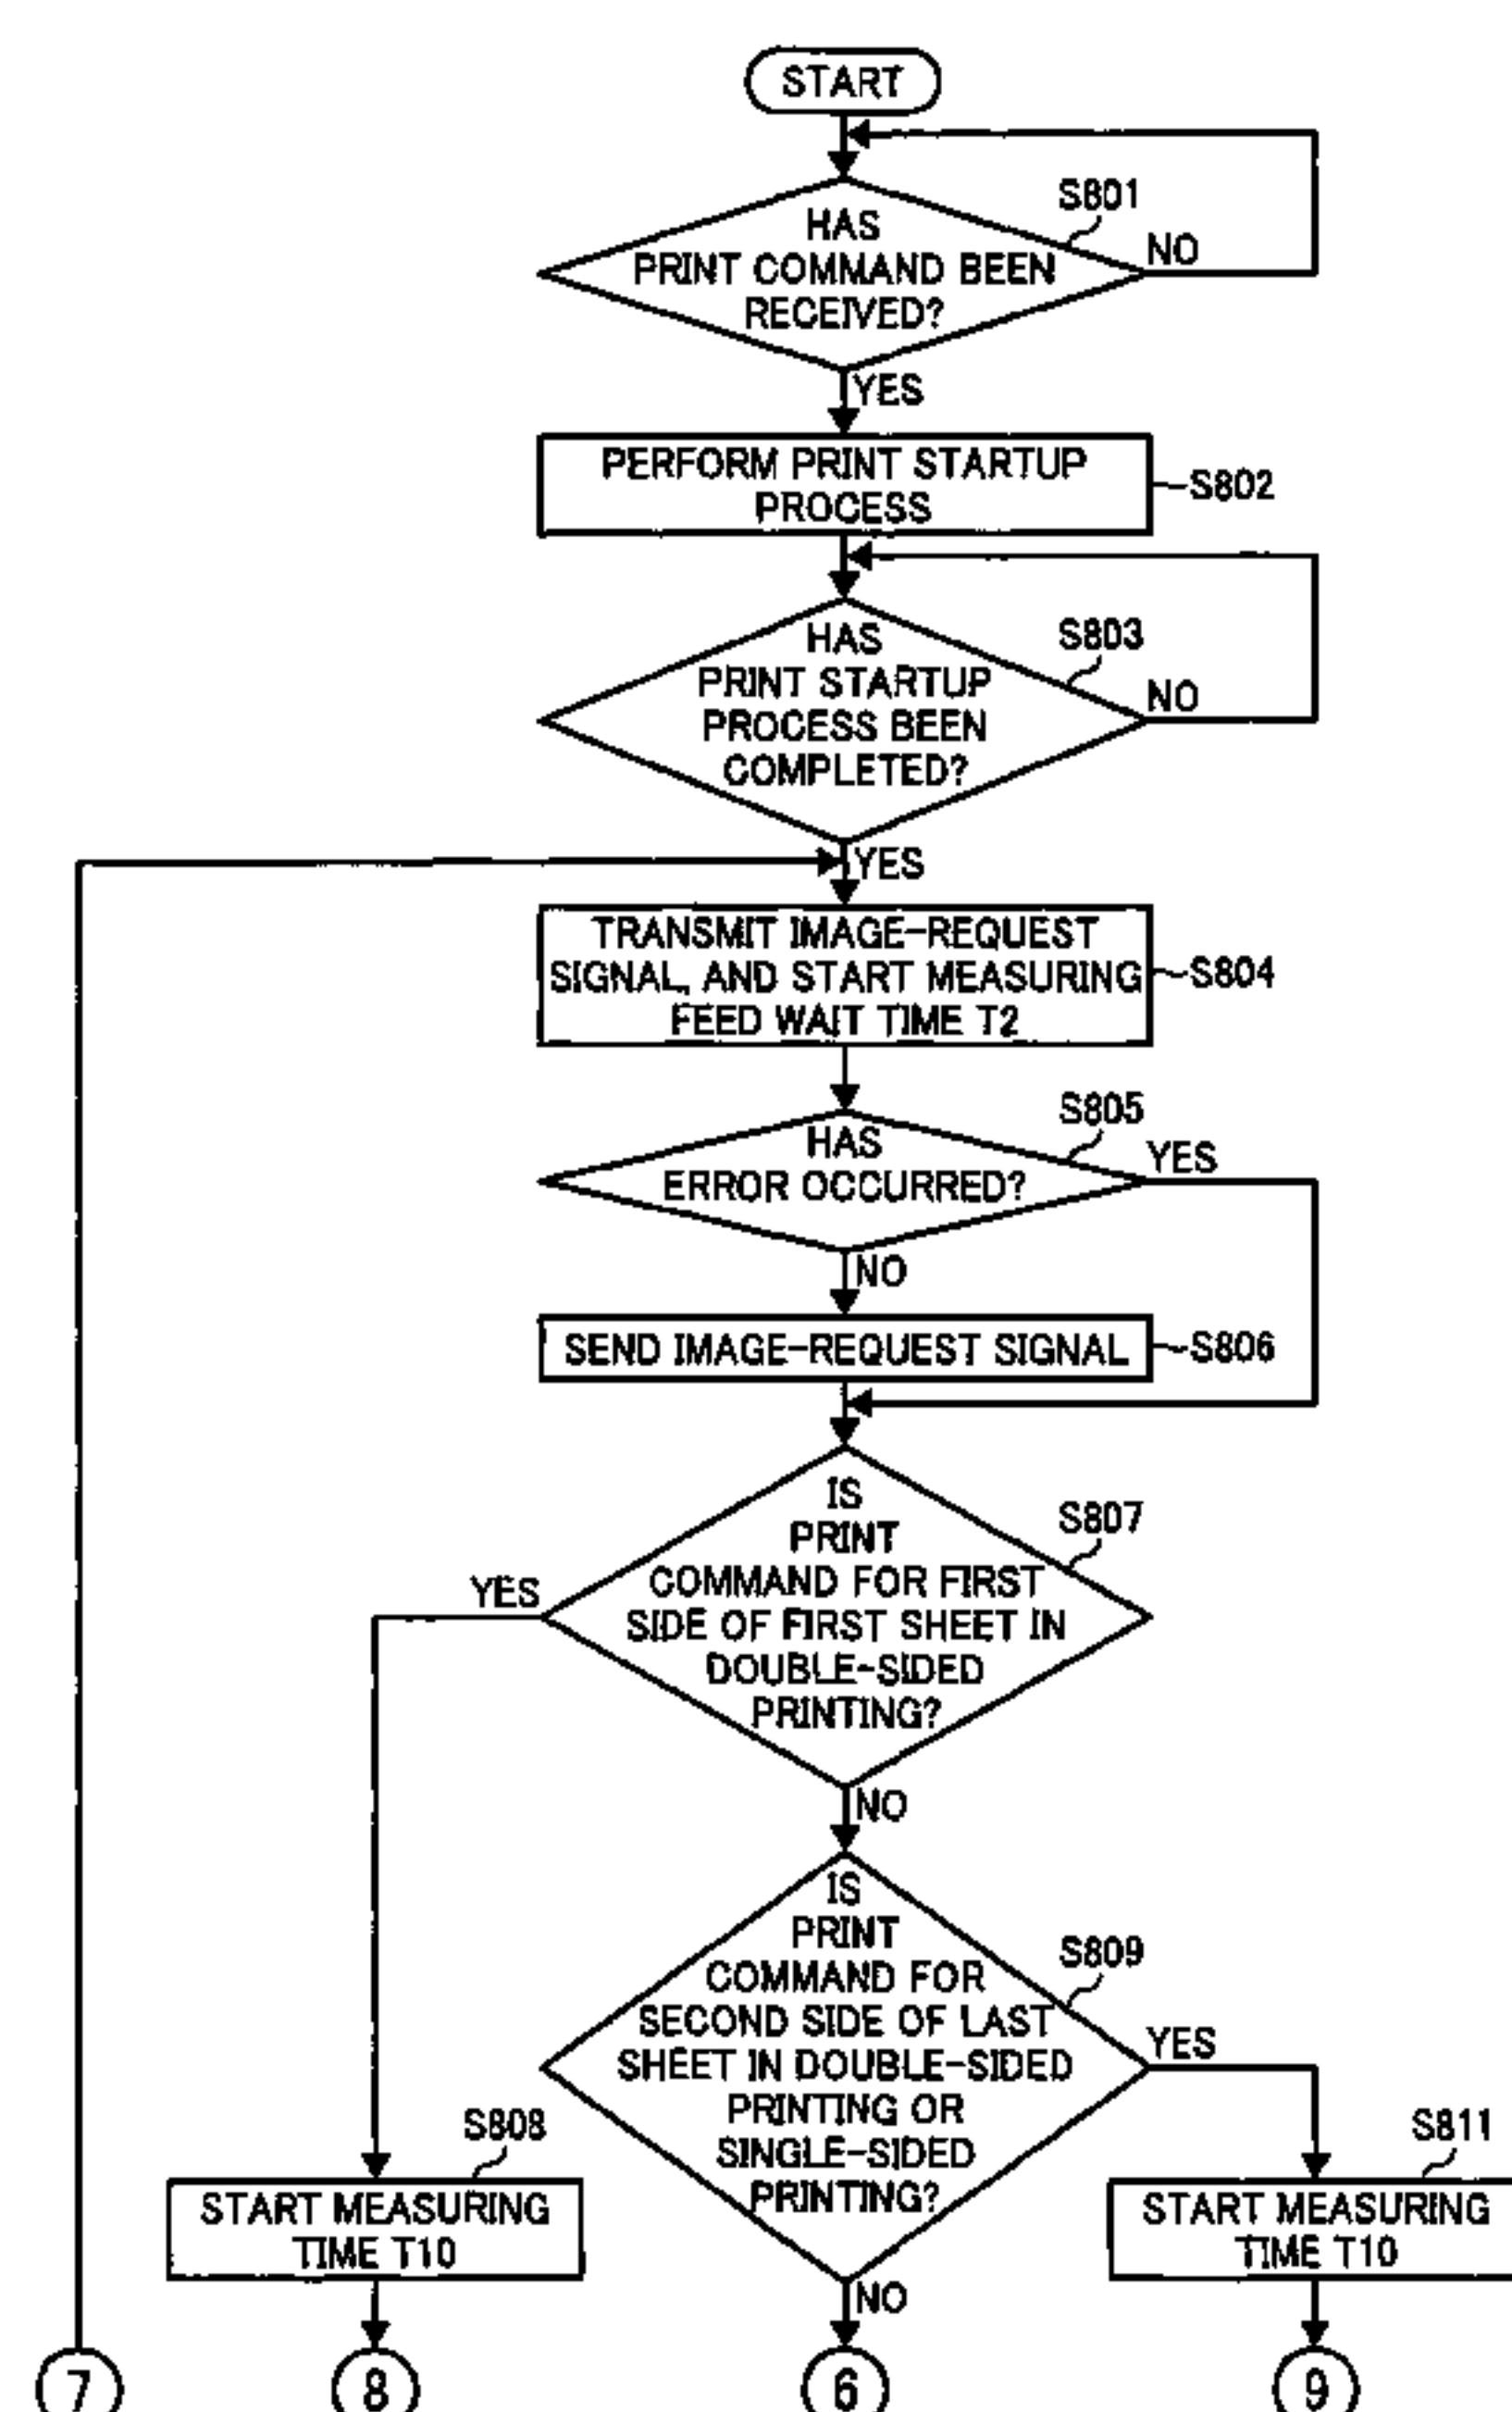 START
S801
HAS
PRINT COMMAND BEEN
RECEIVED?
NO
YES
PERFORM PRINT STARTUP
PROCESS
S802
HAS
PRINT STARTUP
PROCESS BEEN
COMPLETED?
S803
NO
YES
TRANSMIT IMAGE-REQUEST
SIGNAL, AND START MEASURING
FEED WAIT TIME T2
S804
S805
HAS
ERROR OCCURRED?
YES
NO
SEND IMAGE-REQUEST SIGNAL
S806
IS
PRINT
COMMAND FOR FIRST
SIDE OF FIRST SHEET IN
DOUBLE-SIDED
PRINTING?
S807
YES
NO
IS
PRINT
COMMAND FOR
SECOND SIDE OF LAST
SHEET IN DOUBLE-SIDED
PRINTING OR
SINGLE-SIDED
PRINTING?
S809
YES
NO
S808
START MEASURING
TIME T10
S811
START MEASURING
TIME T10
7
8
6
9